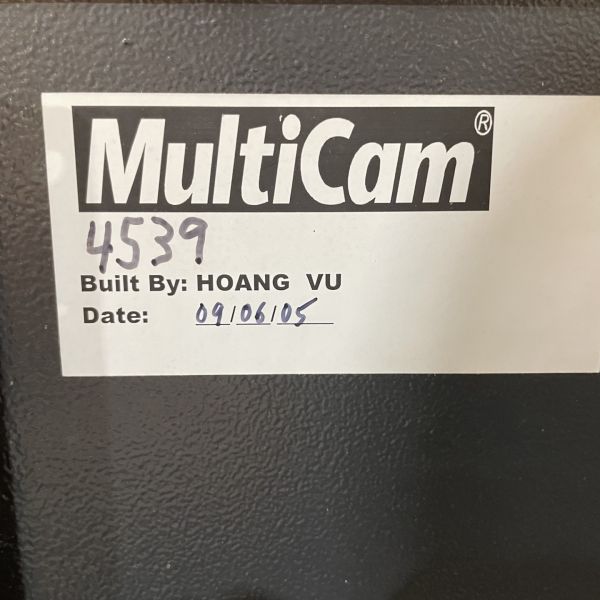 MultiCam®
4539
Built By: HOANG VU
Date: 09/06/05